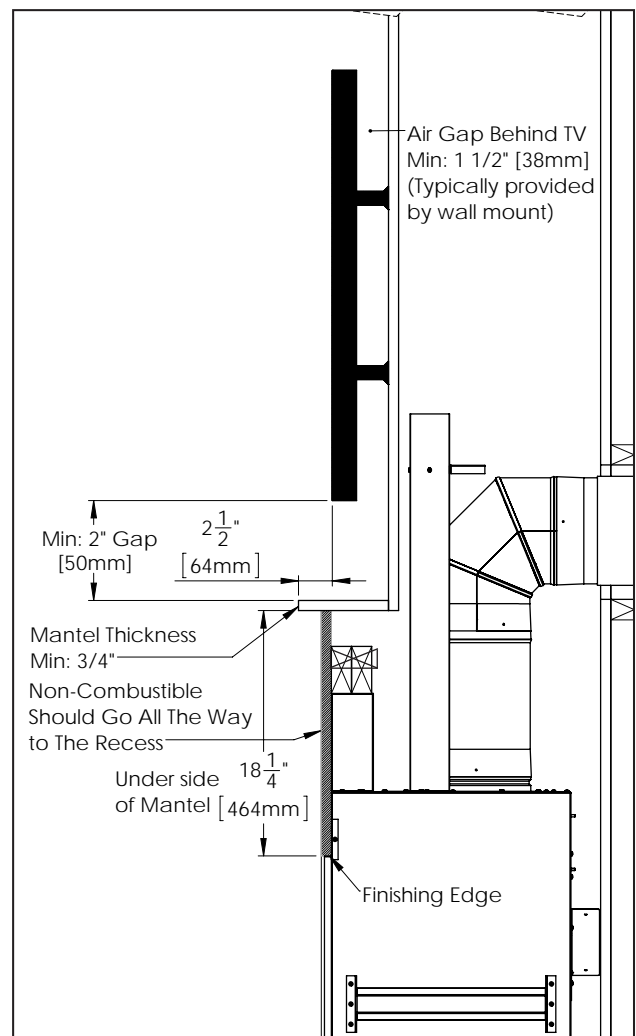 Air Gap Behind TV
Min: 1 1/2" [38mm]
(Typically provided
by wall mount)
Min: 2" Gap
[50mm]
2 1/2"
[64mm]
Mantel Thickness
Min: 3/4"
Non-Combustible
Should Go All The Way
to The Recess
Under side
of Mantel
18 1/4"
[464mm]
Finishing Edge